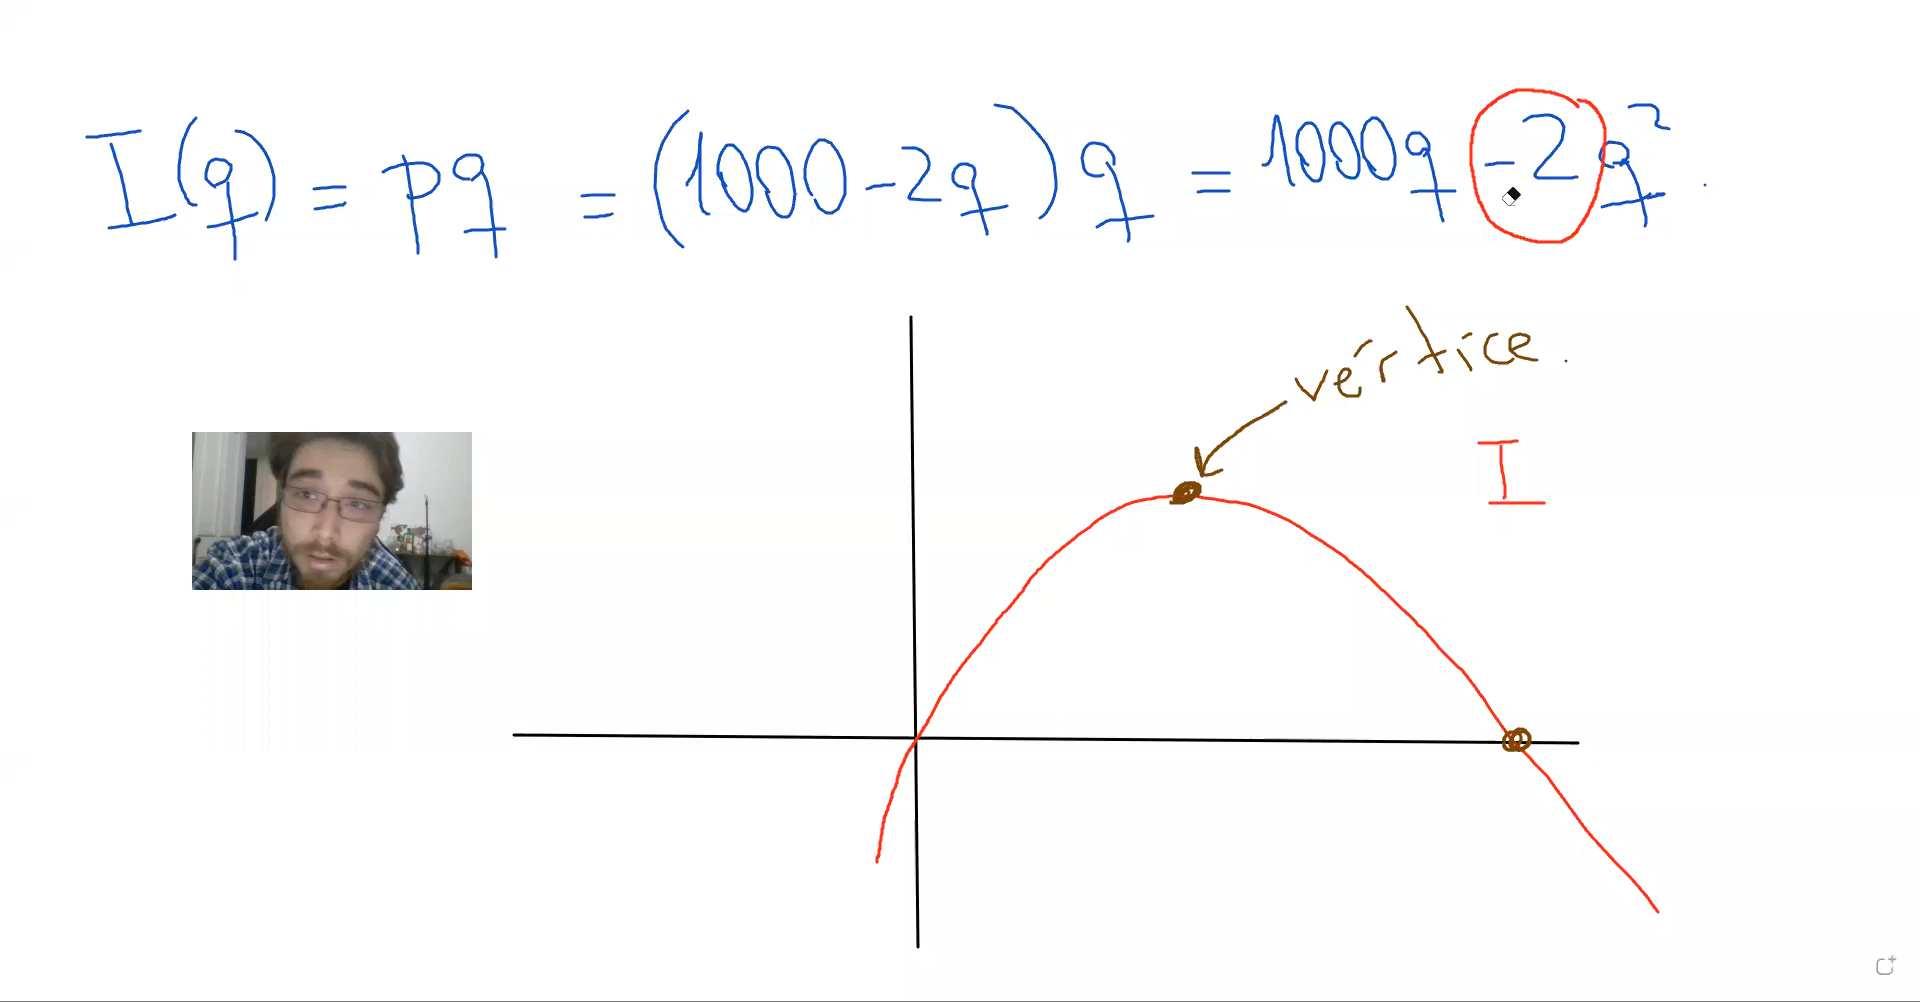 I(q) = pq = (1000-2q)q = 1000q -2q².
vértice.
I